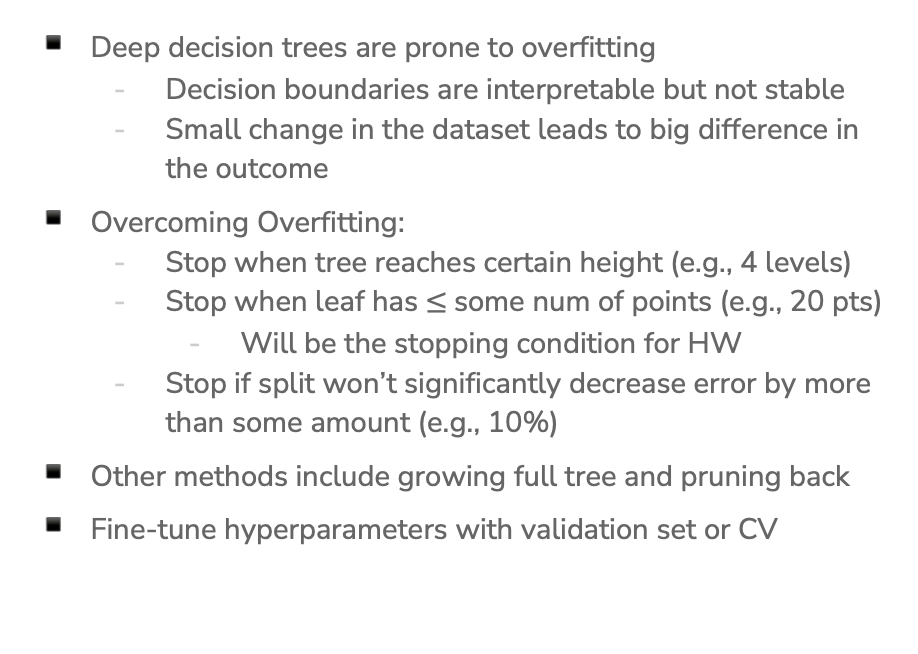 Deep decision trees are prone to overfitting
- Decision boundaries are interpretable but not stable
- Small change in the dataset leads to big difference in
the outcome
Overcoming Overfitting:
- Stop when tree reaches certain height (e.g., 4 levels)
- Stop when leaf has ≤ some num of points (e.g., 20 pts)
- Will be the stopping condition for HW
- Stop if split won’t significantly decrease error by more
than some amount (e.g., 10%)
Other methods include growing full tree and pruning back
Fine-tune hyperparameters with validation set or CV